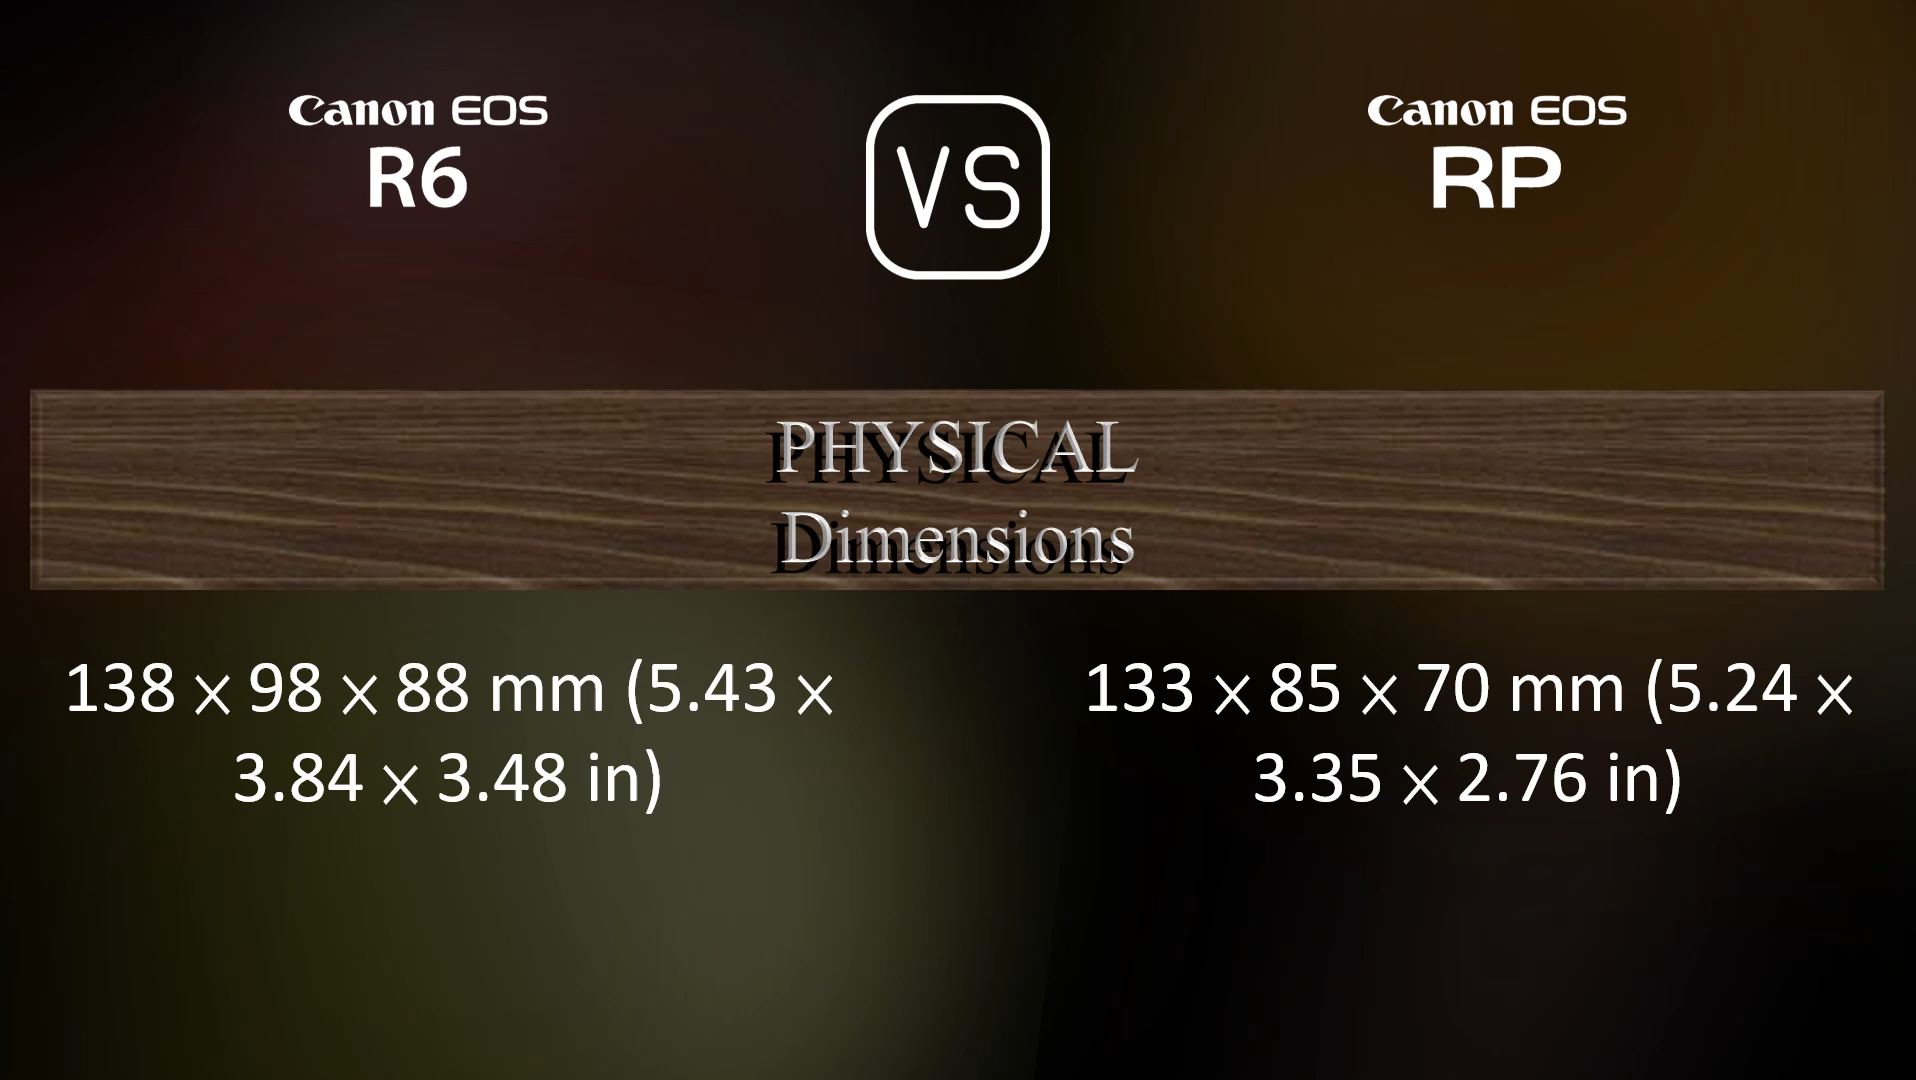 Canon EOS
R6
VS
Canon EOS
RP
PHYSICAL
Dimensions
138 x 98 x 88 mm (5.43 x
3.84 x 3.48 in)
133 x 85 x 70 mm (5.24 x
3.35 x 2.76 in)